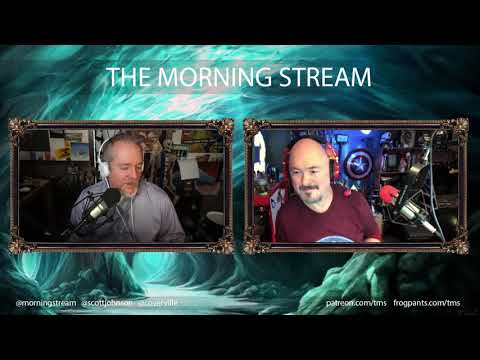 THE MORNING STREAM
@morningstream @scottjohnson @coverville
patreon.com/tms frogpants.com/tms